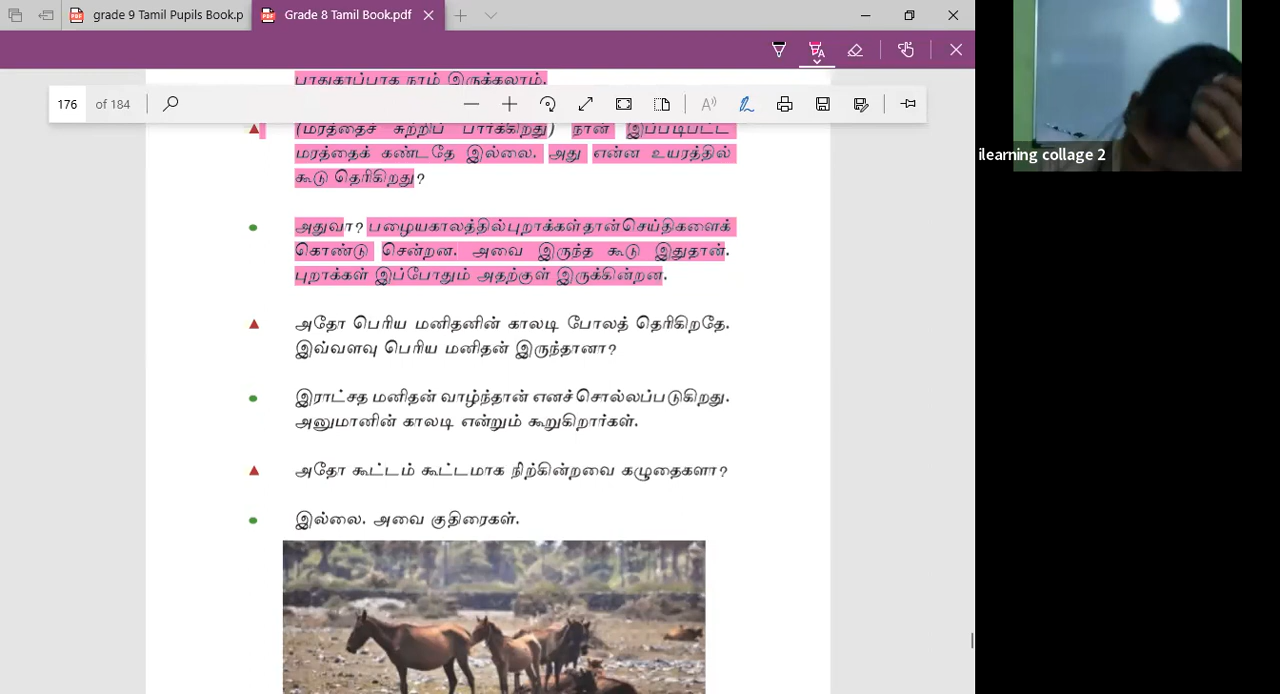 grade 9 Tamil Pupils Book.p
Grade 8 Tamil Book.pdf
பாதுகாப்பாக நாம் இருக்கலாம்.
176 of 184
(மரத்தைச் சுற்றிப் பார்க்கிறது) நான் இப்படிபட்ட
மரத்தைக் கண்டதே இல்லை. அது என்ன உயரத்தில்
கூடு தெரிகிறது?
அதுவா? பழையகாலத்தில்புறாக்கள்தான்செய்திகளைக்
கொண்டு சென்றன. அவை இருந்த கூடு இதுதான்.
புறாக்கள் இப்போதும் அதற்குள் இருக்கின்றன.
அதோ பெரிய மனிதனின் காலடி போலத் தெரிகிறதே.
இவ்வளவு பெரிய மனிதன் இருந்தானா?
இராட்சத மனிதன் வாழ்ந்தான் எனச்சொல்லப்படுகிறது.
அனுமானின் காலடி என்றும் கூறுகிறார்கள்.
அதோ கூட்டம் கூட்டமாக நிற்கின்றவை கழுதைகளா?
இல்லை. அவை குதிரைகள்.
ilearning collage 2